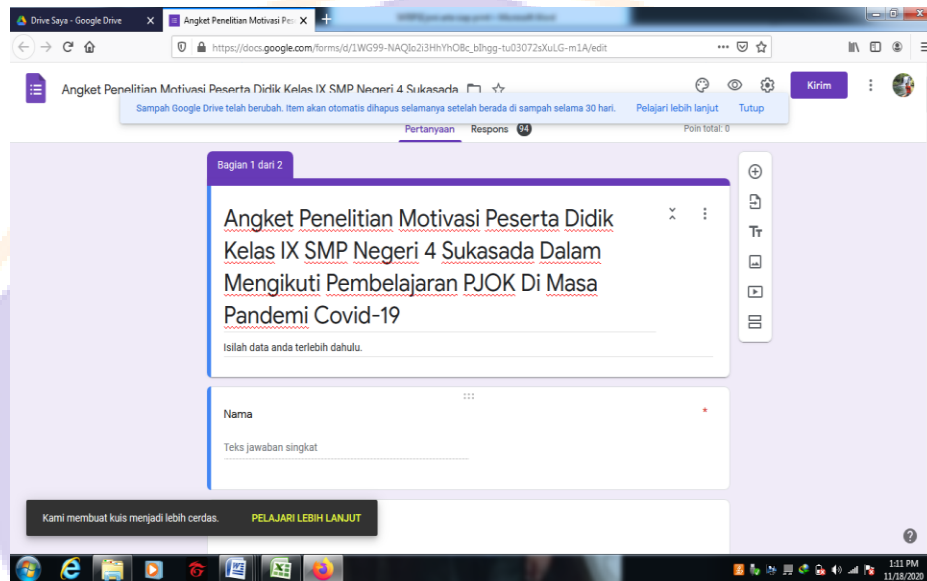 Drive Saya - Google Drive
Angket Penelitian Motivasi Pes
https://docs.google.com/forms/d/1WG99-NAQIo2i3HhYhOBc_bIhgg-tu03072sXuLG-m1A/edit
Angket Penelitian Motivasi Peserta Didik Kelas IX SMP Negeri 4 Sukasada
Kirim
Sampah Google Drive telah berubah. Item akan otomatis dihapus selamanya setelah berada di sampah selama 30 hari. Pelajari lebih lanjut Tutup
Pertanyaan Respons 94 Poin total: 0
Bagian 1 dari 2
Angket Penelitian Motivasi Peserta Didik
Kelas IX SMP Negeri 4 Sukasada Dalam
Mengikuti Pembelajaran PJOK Di Masa
Pandemi Covid-19
Isilah data anda terlebih dahulu.
Nama *
Teks jawaban singkat
Kami membuat kuis menjadi lebih cerdas. PELAJARI LEBIH LANJUT
1:11 PM
11/18/2020